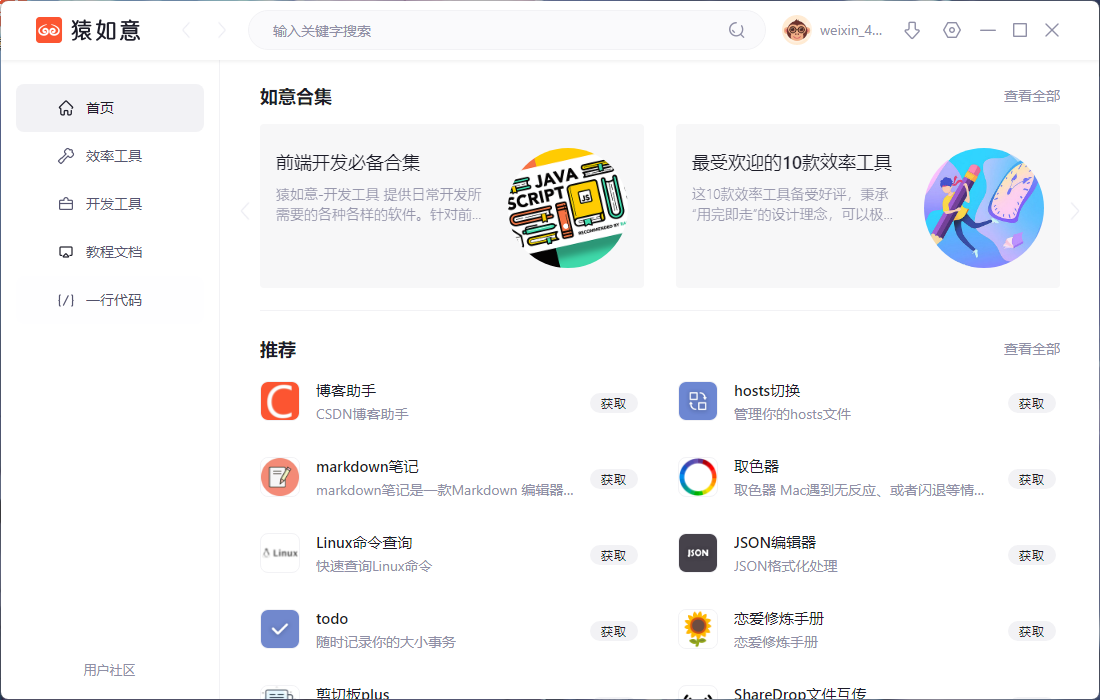 猿如意
输入关键字搜索
weixin_4...
首页
效率工具
开发工具
教程文档
一行代码
用户社区
如意合集
查看全部
前端开发必备合集
猿如意-开发工具 提供日常开发所
需要的各种各样的软件。针对前...
JAVA
SCRIPT
JS
最受欢迎的10款效率工具
这10款效率工具备受好评，秉承
“用完即走”的设计理念，可以极...
推荐
查看全部
博客助手
CSDN博客助手
获取
hosts切换
管理你的hosts文件
获取
markdown笔记
markdown笔记是一款Markdown 编辑器...
获取
取色器
取色器 Mac遇到无反应、或者闪退等情...
获取
Linux
Linux命令查询
快速查询Linux命令
获取
JSON
JSON编辑器
JSON格式化处理
获取
todo
随时记录你的大小事务
获取
恋爱修炼手册
恋爱修炼手册
获取
剪切板plus
ShareDrop文件互传